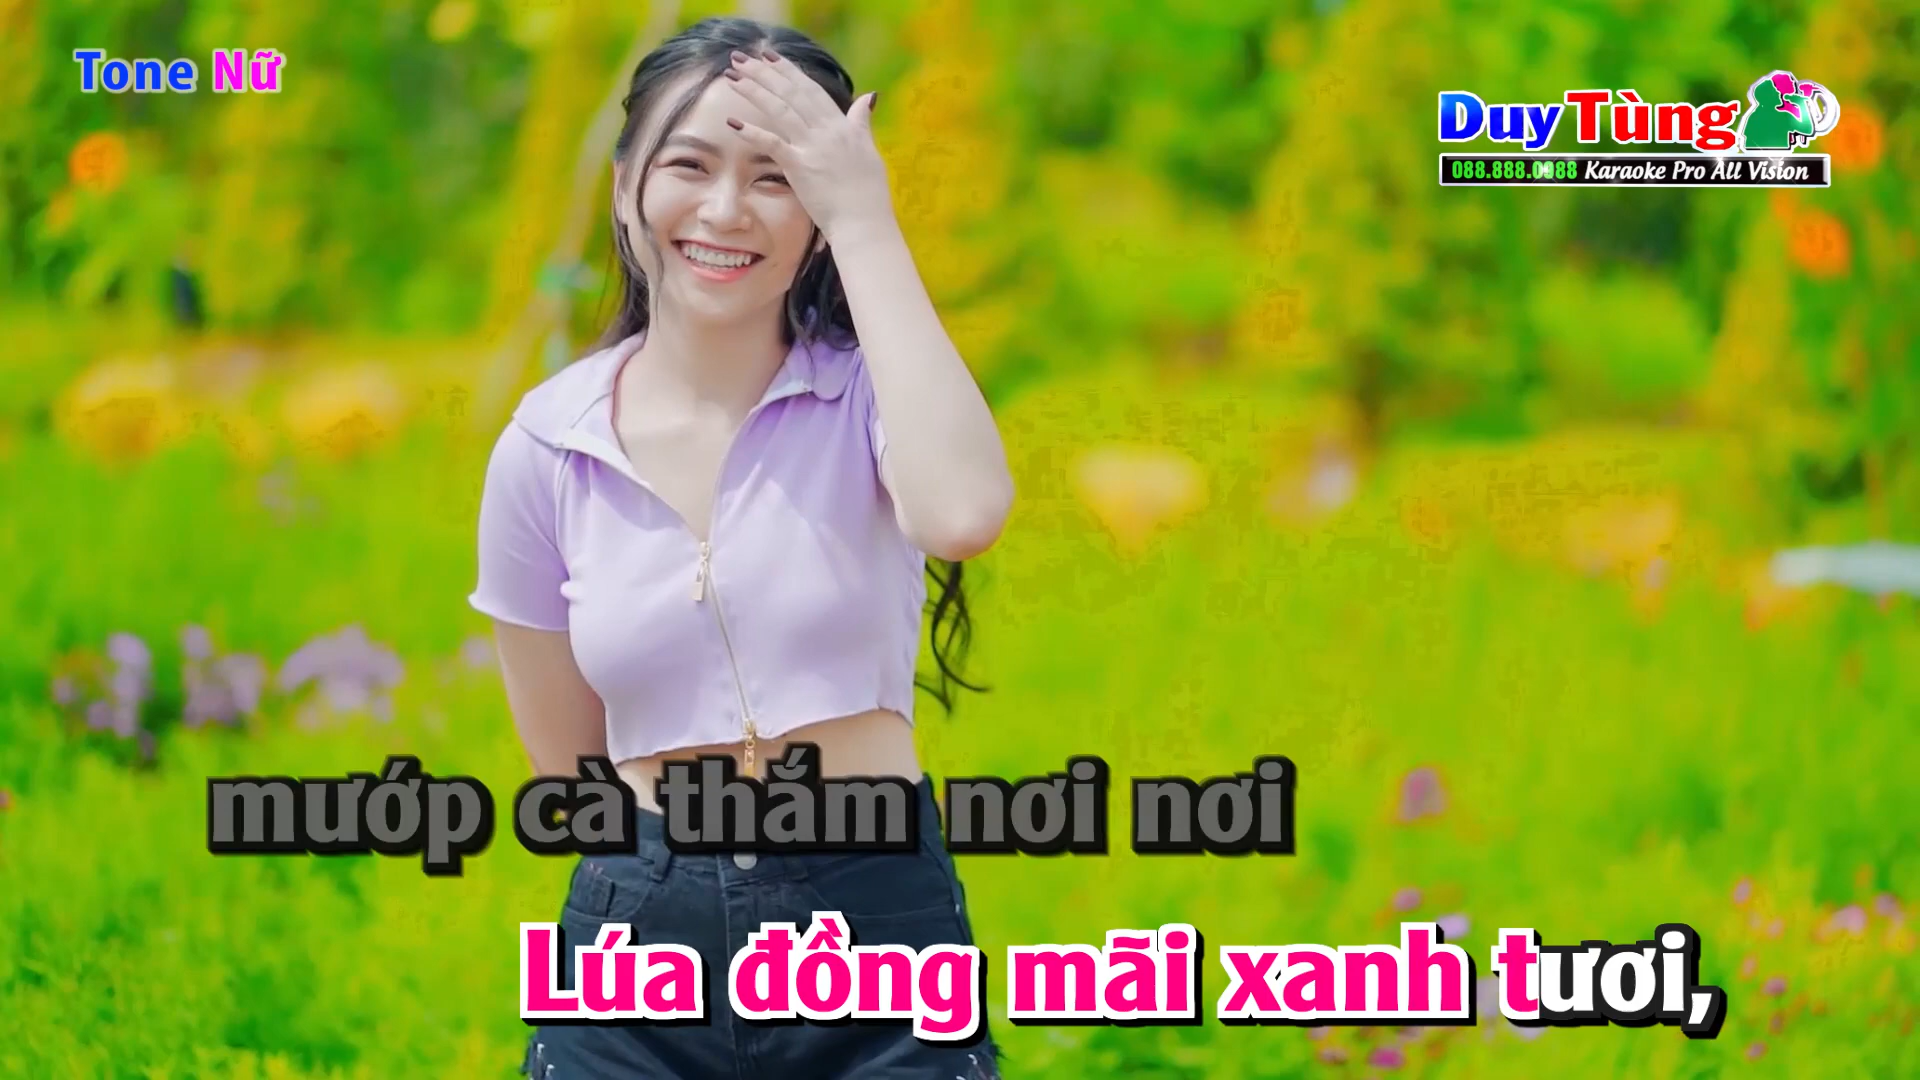 Tone Nữ
Duy Tùng
088.888.0988 Karaoke Pro All Vision
mướp cà thắm nơi nơi
Lúa đồng mãi xanh tươi,